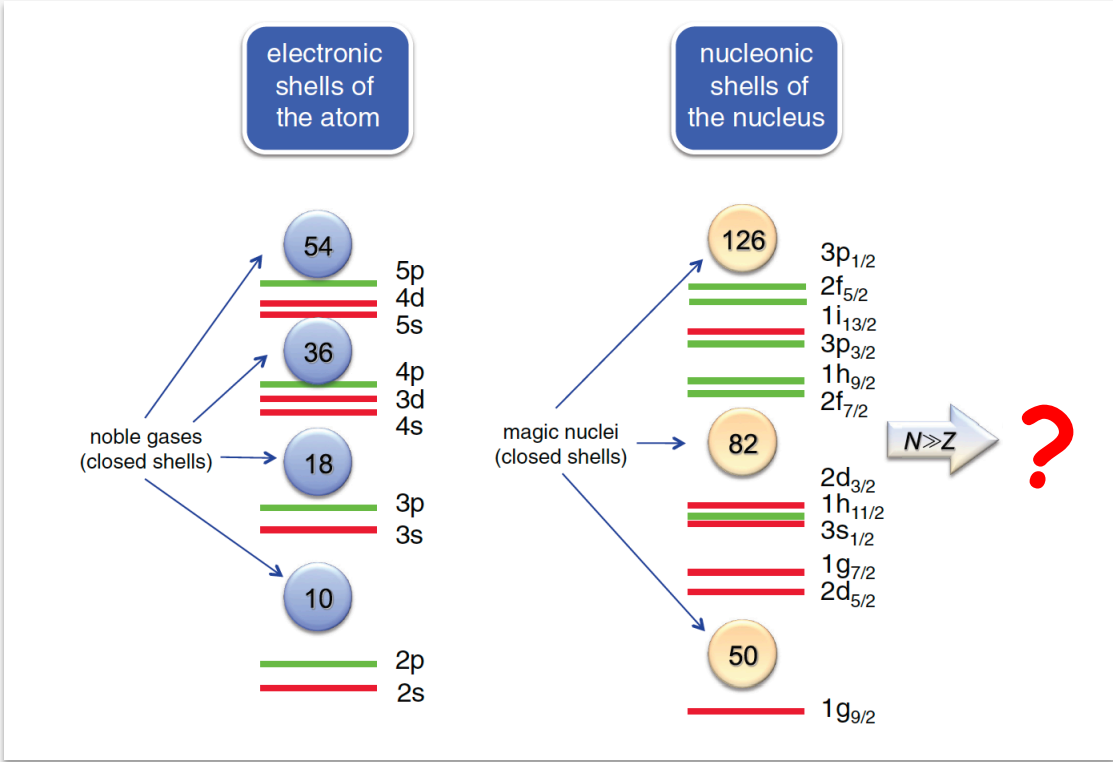 electronic
shells of
the atom
nucleonic
shells of
the nucleus
54
5p
4d
5s
36
4p
3d
4s
noble gases
(closed shells)
18
3p
3s
10
2p
2s
126
3p1/2
2f5/2
1i13/2
3p3/2
1h9/2
2f7/2
magic nuclei
(closed shells)
82
N≫Z
?
2d3/2
1h11/2
3s1/2
1g7/2
2d5/2
50
1g9/2